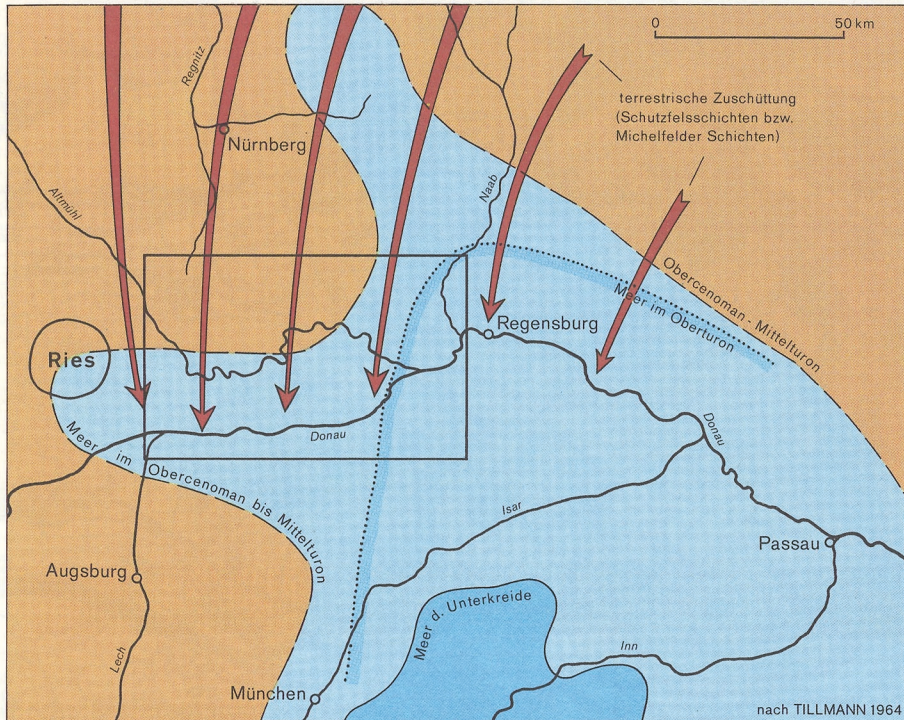 0 50 km
Regnitz
terrestrische Zuschüttung
(Schutzfelsschichten bzw.
Michelfelder Schichten)
Nürnberg
Altmühl
Naab
Obercenoman - Mittelturon
Meer im Oberturon
Regensburg
Ries
Donau
Donau
Meer im Obercenoman bis Mittelturon
Isar
Passau
Augsburg
Meer d. Unterkreide
Inn
Lech
München
nach TILLMANN 1964